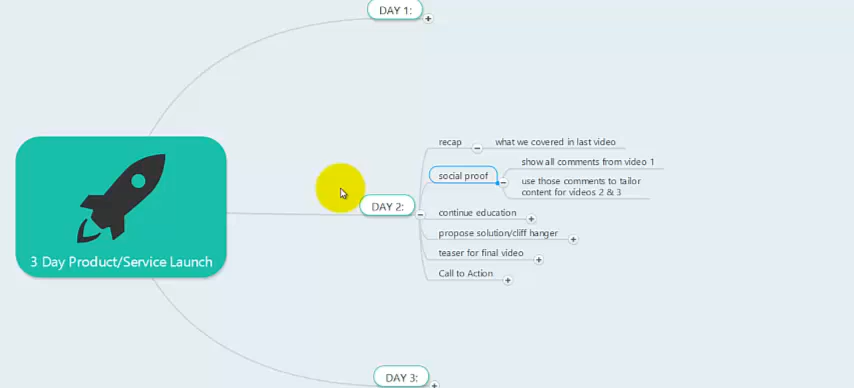 DAY 1:
recap
what we covered in last video
show all comments from video 1
social proof
use those comments to tailor
content for videos 2 & 3
DAY 2:
continue education
propose solution/cliff hanger
teaser for final video
3 Day Product/Service Launch
Call to Action
DAY 3: